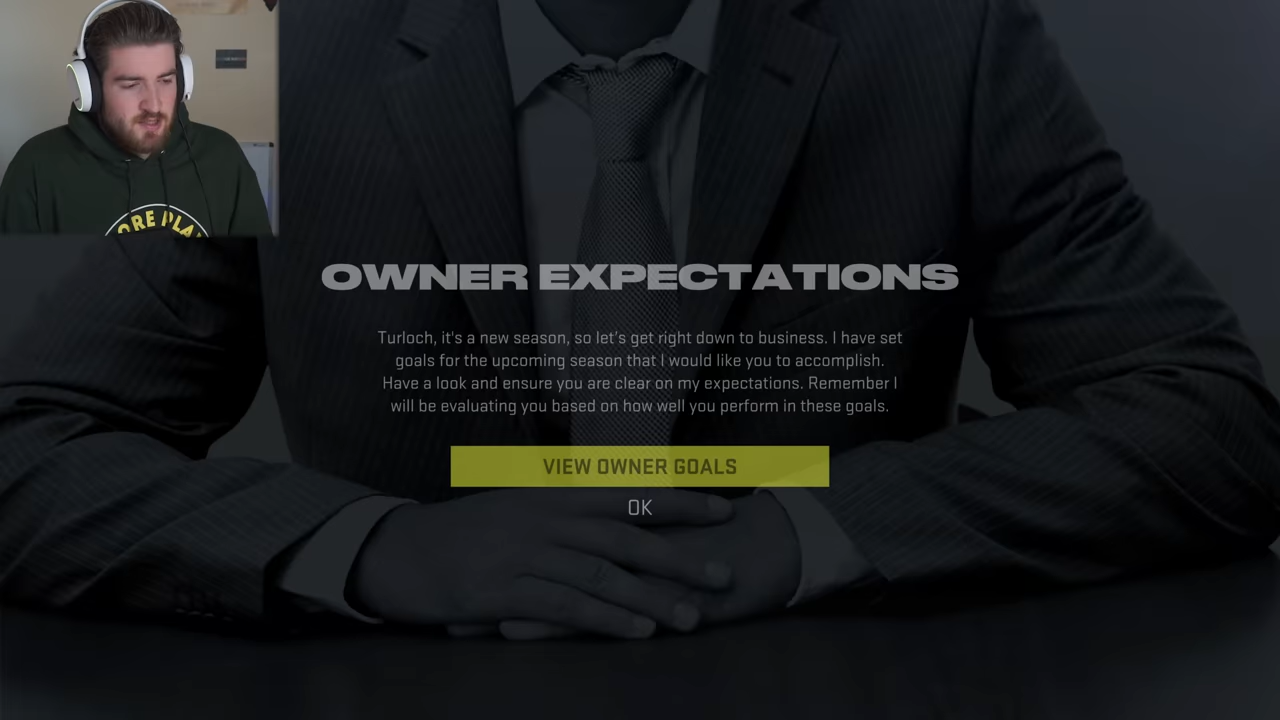 ORE PLA
OWNER EXPECTATIONS
Turloch, it's a new season, so let's get right down to business. I have set
goals for the upcoming season that I would like you to accomplish.
Have a look and ensure you are clear on my expectations. Remember I
will be evaluating you based on how well you perform in these goals.
VIEW OWNER GOALS
OK